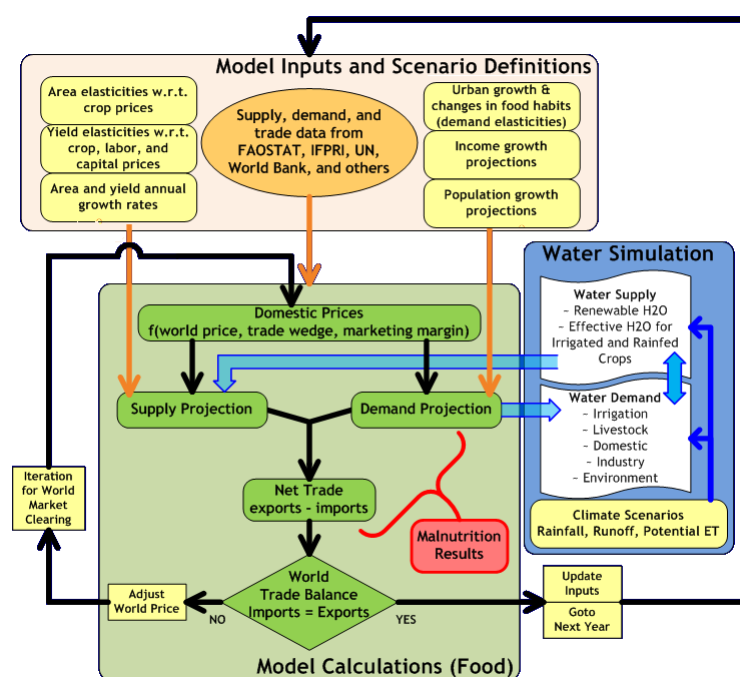 Model Inputs and Scenario Definitions
Area elasticities w.r.t.
crop prices
Yield elasticities w.r.t.
crop, labor, and
capital prices
Area and yield annual
growth rates
Supply, demand, and
trade data from
FAOSTAT, IFPRI, UN,
World Bank, and others
Urban growth &
changes in food habits
(demand elasticities)
Income growth
projections
Population growth
projections
Water Simulation
Water Supply
– Renewable H2O
– Effective H2O for
Irrigated and Rainfed
Crops
Water Demand
– Irrigation
– Livestock
– Domestic
– Industry
– Environment
Climate Scenarios
Rainfall, Runoff, Potential ET
Domestic Prices
f(world price, trade wedge, marketing margin)
Supply Projection
Demand Projection
Net Trade
exports - imports
Malnutrition
Results
Iteration
for World
Market
Clearing
World
Trade Balance
Imports = Exports
Adjust
World Price
NO
YES
Update
Inputs
Goto
Next Year
Model Calculations (Food)